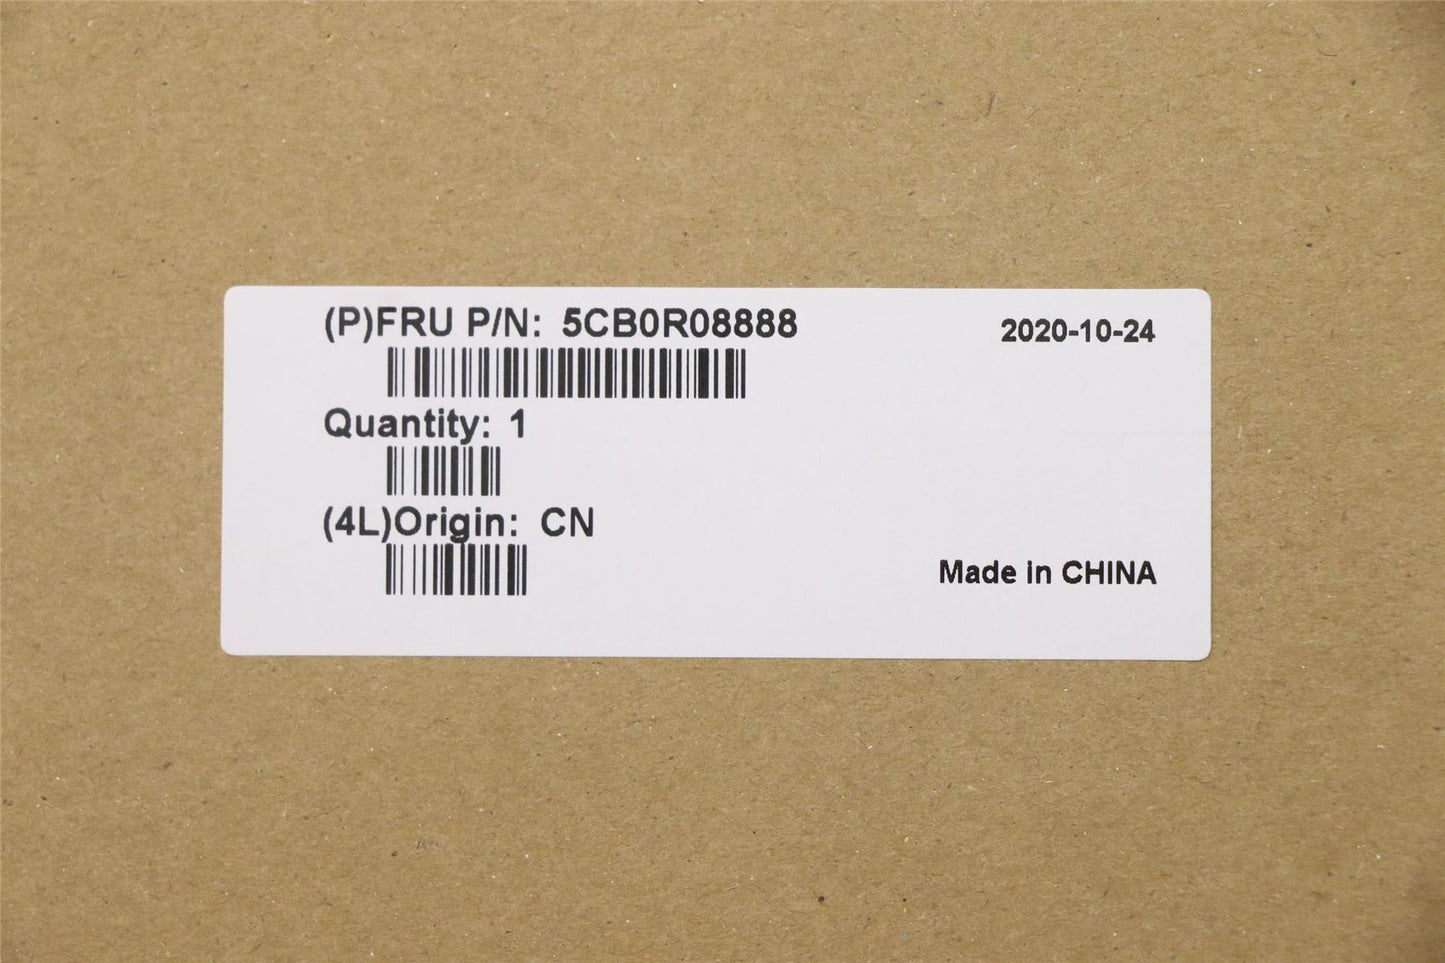 (P)FRU P/N: 5CB0R08888
2020-10-24
Quantity: 1
(4L)Origin: CN
Made in CHINA